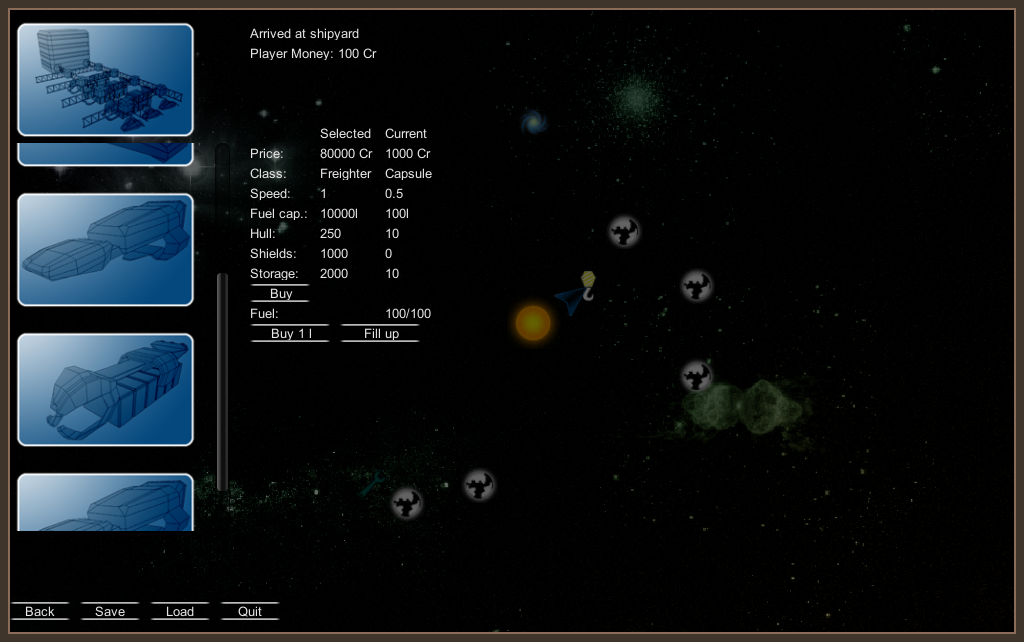 Arrived at shipyard
Player Money: 100 Cr
Selected Current
Price: 80000 Cr 1000 Cr
Class: Freighter Capsule
Speed: 1 0.5
Fuel cap.: 10000l 100l
Hull: 250 10
Shields: 1000 0
Storage: 2000 10
Buy
Fuel: 100/100
Buy 1 l Fill up
Back Save Load Quit